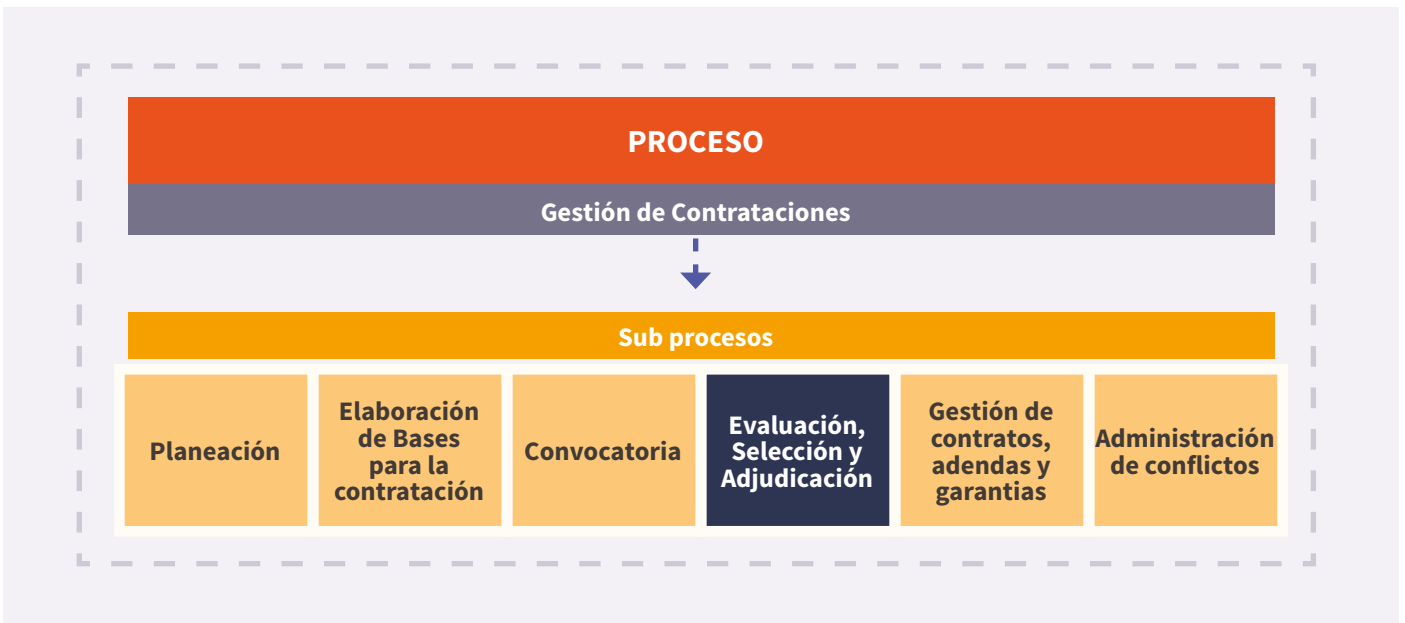 PROCESO
Gestión de Contrataciones
Sub procesos
Planeación
Elaboración
de Bases
para la
contratación
Convocatoria
Evaluación,
Selección y
Adjudicación
Gestión de
contratos,
adendas y
garantias
Administración
de conflictos